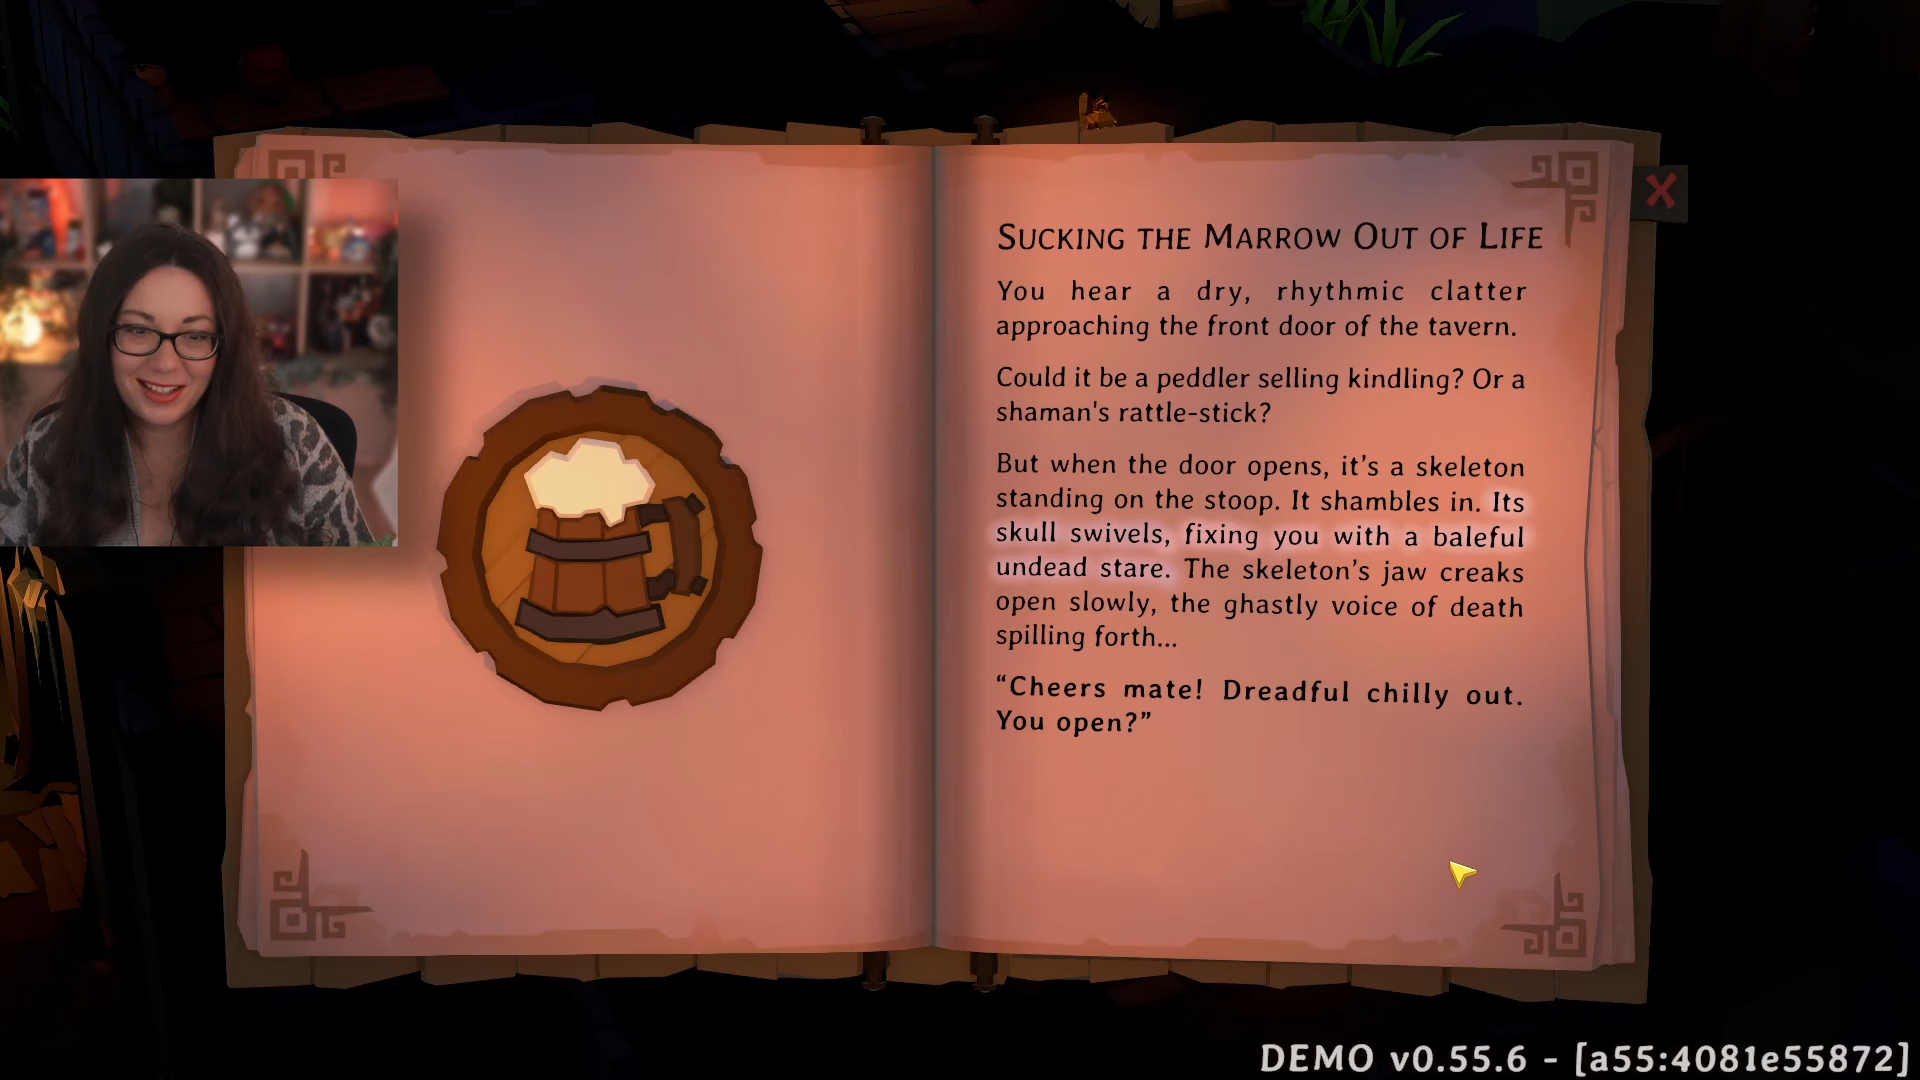 Sucking the Marrow Out of Life
You hear a dry, rhythmic clatter
approaching the front door of the tavern.
Could it be a peddler selling kindling? Or a
shaman's rattle-stick?
But when the door opens, it's a skeleton
standing on the stoop. It shambles in. Its
skull swivels, fixing you with a baleful
undead stare. The skeleton's jaw creaks
open slowly, the ghastly voice of death
spilling forth...
“Cheers mate! Dreadful chilly out.
You open?”
DEMO v0.55.6 - [a55:4081e55872]